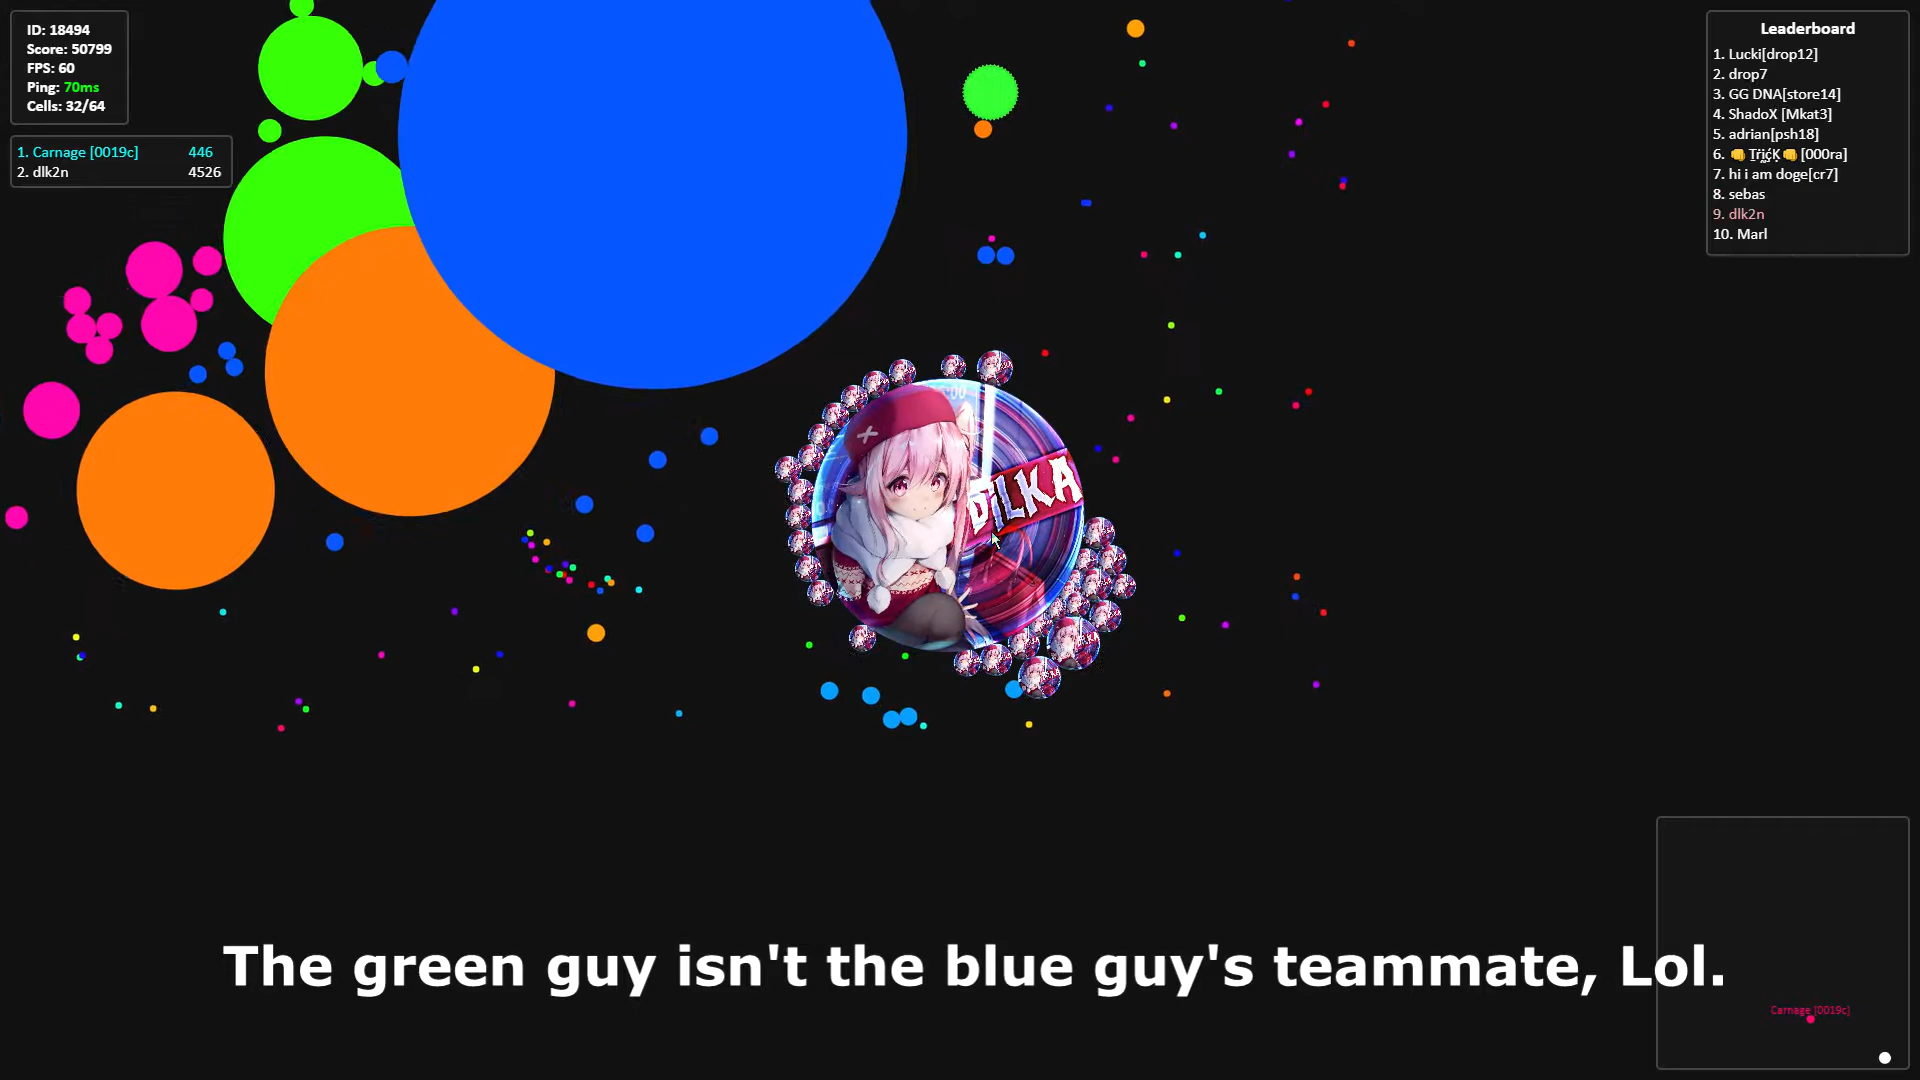 ID: 18494
Score: 50799
FPS: 60
Ping: 70ms
Cells: 32/64
1. Carnage [0019c] 446
2. dlk2n 4526
Leaderboard
1. Lucki[drop12]
2. drop7
3. GG DNA[store14]
4. ShadoX [Mkat3]
5. adrian[psh18]
6. 👊 TŕïćK 👊 [000ra]
7. hi i am doge[cr7]
8. sebas
9. dlk2n
10. Marl
DILKA
The green guy isn't the blue guy's teammate, Lol.
Carnage [0019c]